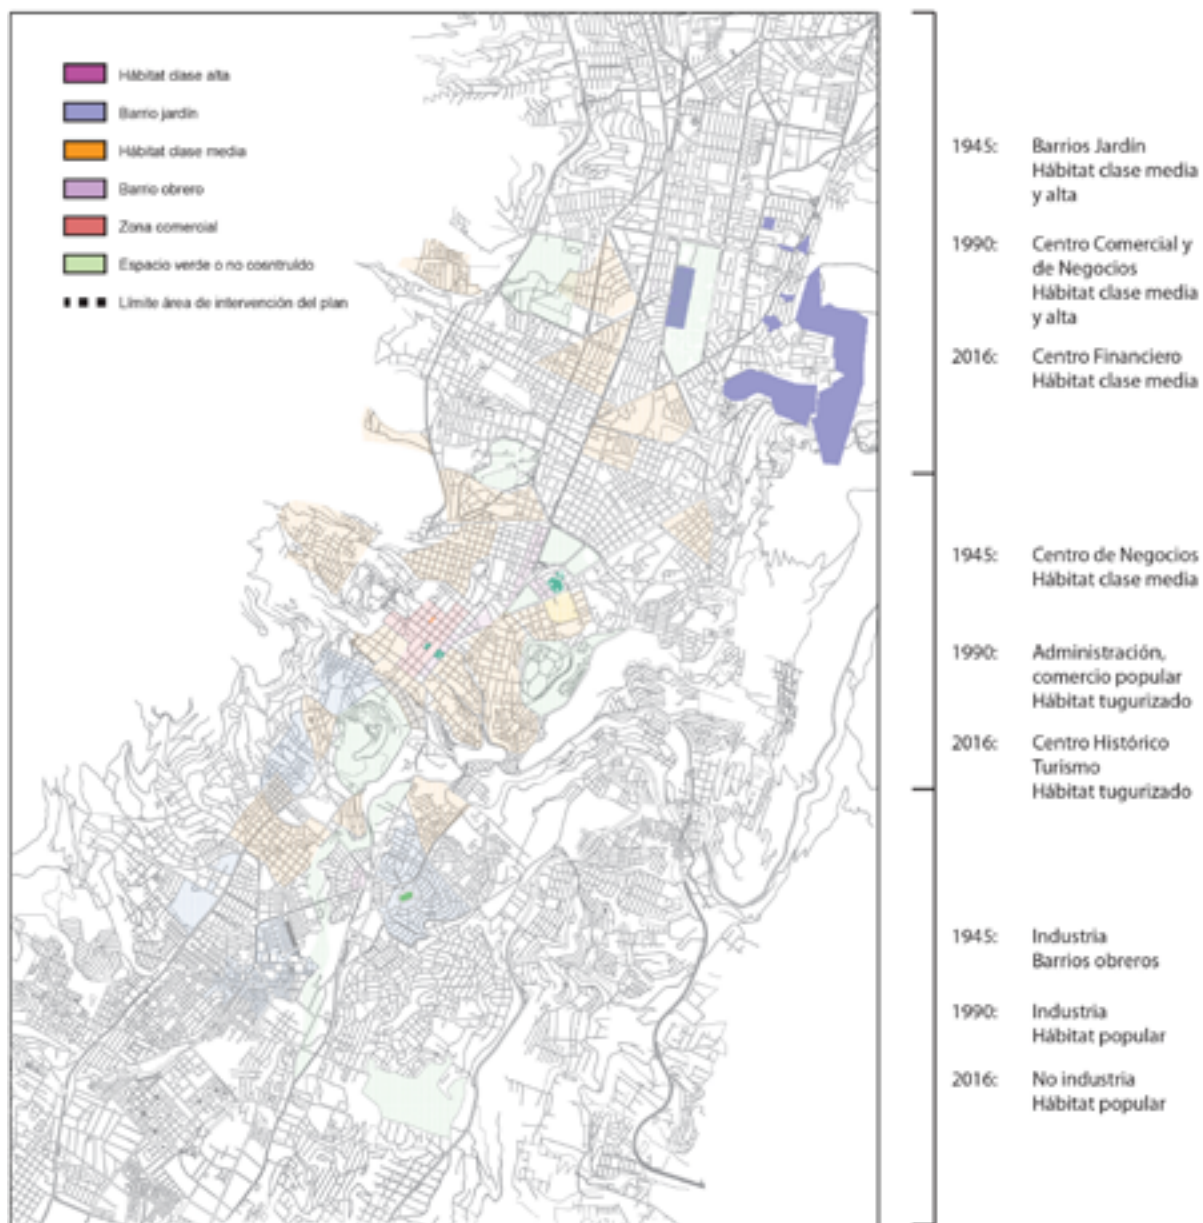 Hábitat clase alta
Barrio jardín
Hábitat clase media
Barrio obrero
Zona comercial
Espacio verde o no cosntruído
Límite área de intervención del plan
1945: Barrios Jardín
Hábitat clase media
y alta
1990: Centro Comercial y
de Negocios
Hábitat clase media
y alta
2016: Centro Financiero
Hábitat clase media
1945: Centro de Negocios
Hábitat clase media
1990: Administración,
comercio popular
Hábitat tugurizado
2016: Centro Histórico
Turismo
Hábitat tugurizado
1945: Industria
Barrios obreros
1990: Industria
Hábitat popular
2016: No industria
Hábitat popular